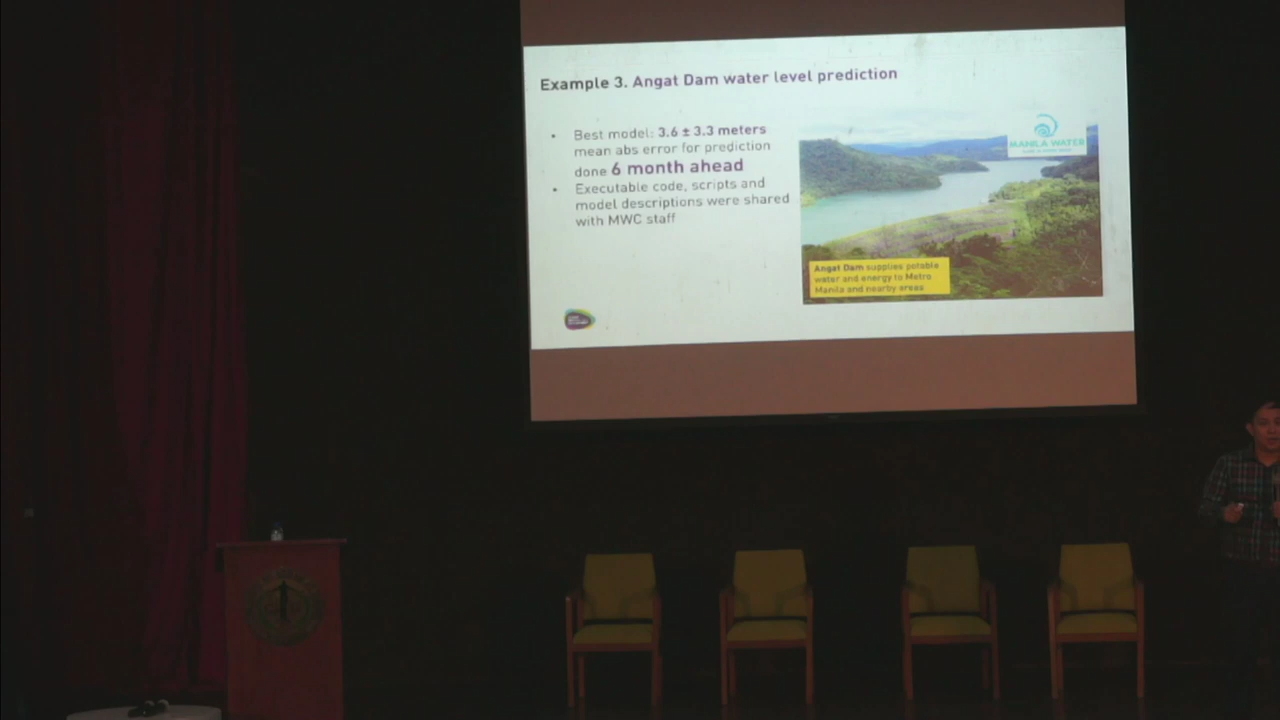 Example 3. Angat Dam water level prediction
• Best model: 3.6 ± 3.3 meters
mean abs error for prediction
done 6 month ahead
• Executable code, scripts and
model descriptions were shared
with MWC staff
MANILA WATER
Angat Dam supplies potable
water and energy to Metro
Manila and nearby areas